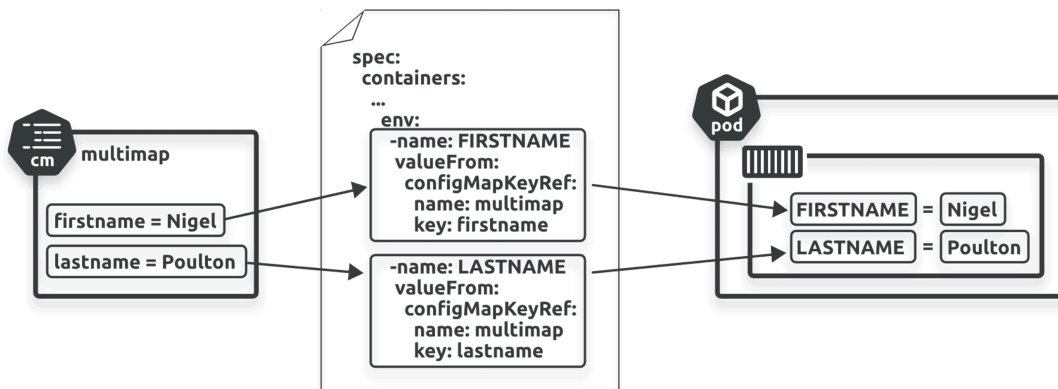 cm
multimap
firstname = Nigel
lastname = Poulton
spec:
containers:
...
env:
-name: FIRSTNAME
valueFrom:
configMapKeyRef:
name: multimap
key: firstname
-name: LASTNAME
valueFrom:
configMapKeyRef:
name: multimap
key: lastname
pod
FIRSTNAME = Nigel
LASTNAME = Poulton